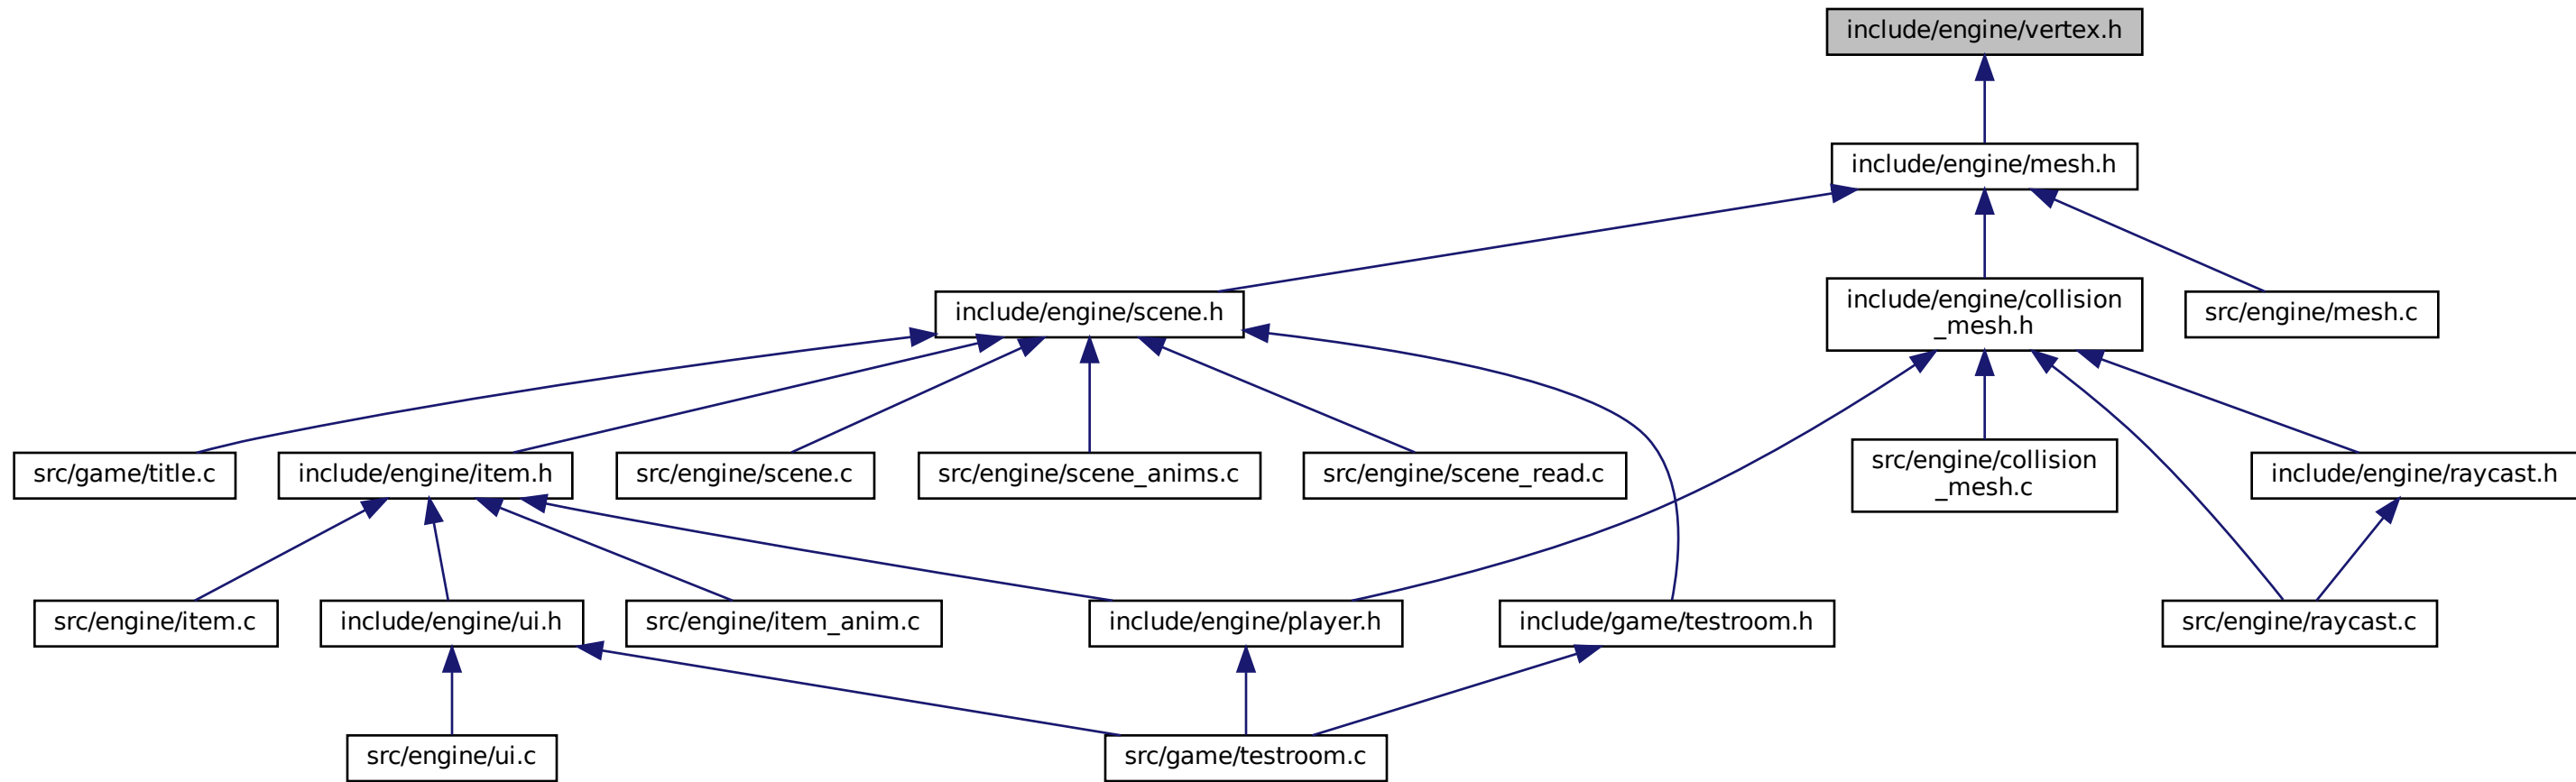 include/engine/vertex.h
include/engine/mesh.h
include/engine/scene.h
include/engine/collision
_mesh.h
src/engine/mesh.c
src/game/title.c
include/engine/item.h
src/engine/scene.c
src/engine/scene_anims.c
src/engine/scene_read.c
src/engine/collision
_mesh.c
include/engine/raycast.h
src/engine/item.c
include/engine/ui.h
src/engine/item_anim.c
include/engine/player.h
include/game/testroom.h
src/engine/raycast.c
src/engine/ui.c
src/game/testroom.c